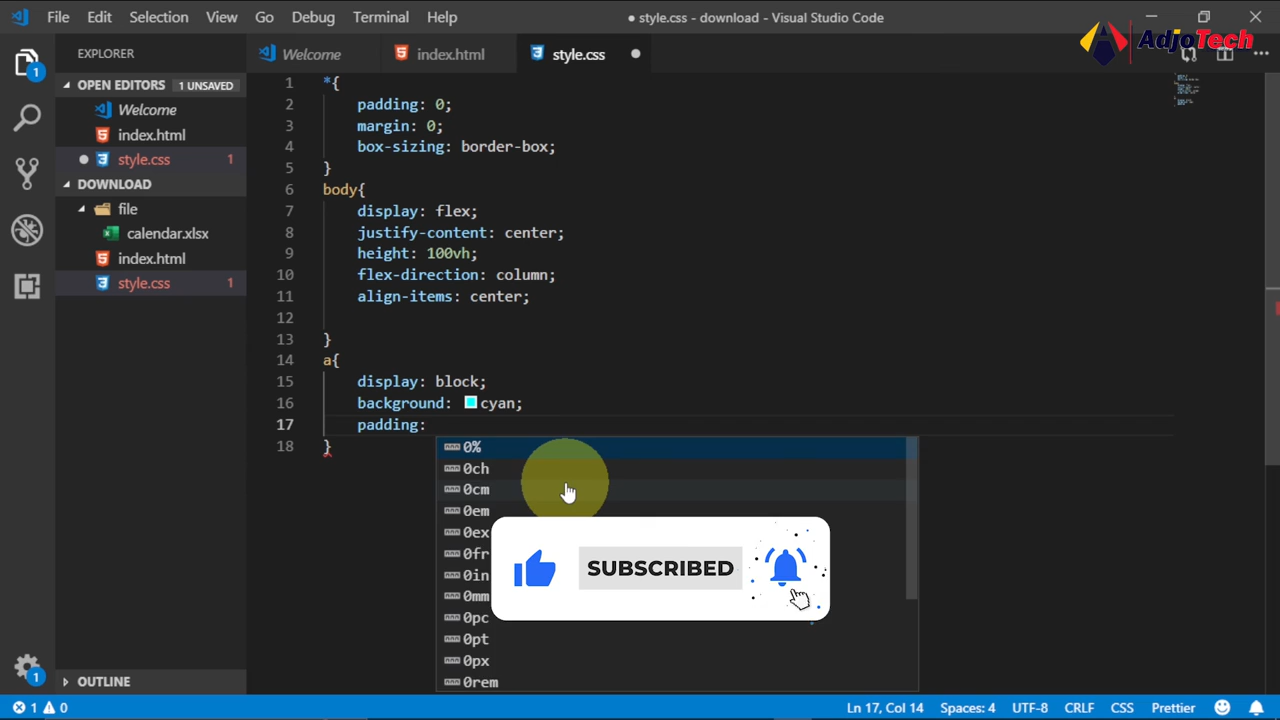 File Edit Selection View Go Debug Terminal Help
● style.css - download - Visual Studio Code
AdjoTech
EXPLORER
Welcome
index.html
style.css
OPEN EDITORS 1 UNSAVED
Welcome
index.html
style.css 1
DOWNLOAD
file
calendar.xlsx
index.html
style.css 1
OUTLINE
1
1
1 *{
2 padding: 0;
3 margin: 0;
4 box-sizing: border-box;
5 }
6 body{
7 display: flex;
8 justify-content: center;
9 height: 100vh;
10 flex-direction: column;
11 align-items: center;
12
13 }
14 a{
15 display: block;
16 background: cyan;
17 padding:
18 }
0%
0ch
0cm
0em
0ex
0fr
0in
0mm
0pc
0pt
0px
0rem
SUBSCRIBED
1 0
Ln 17, Col 14 Spaces: 4 UTF-8 CRLF CSS Prettier